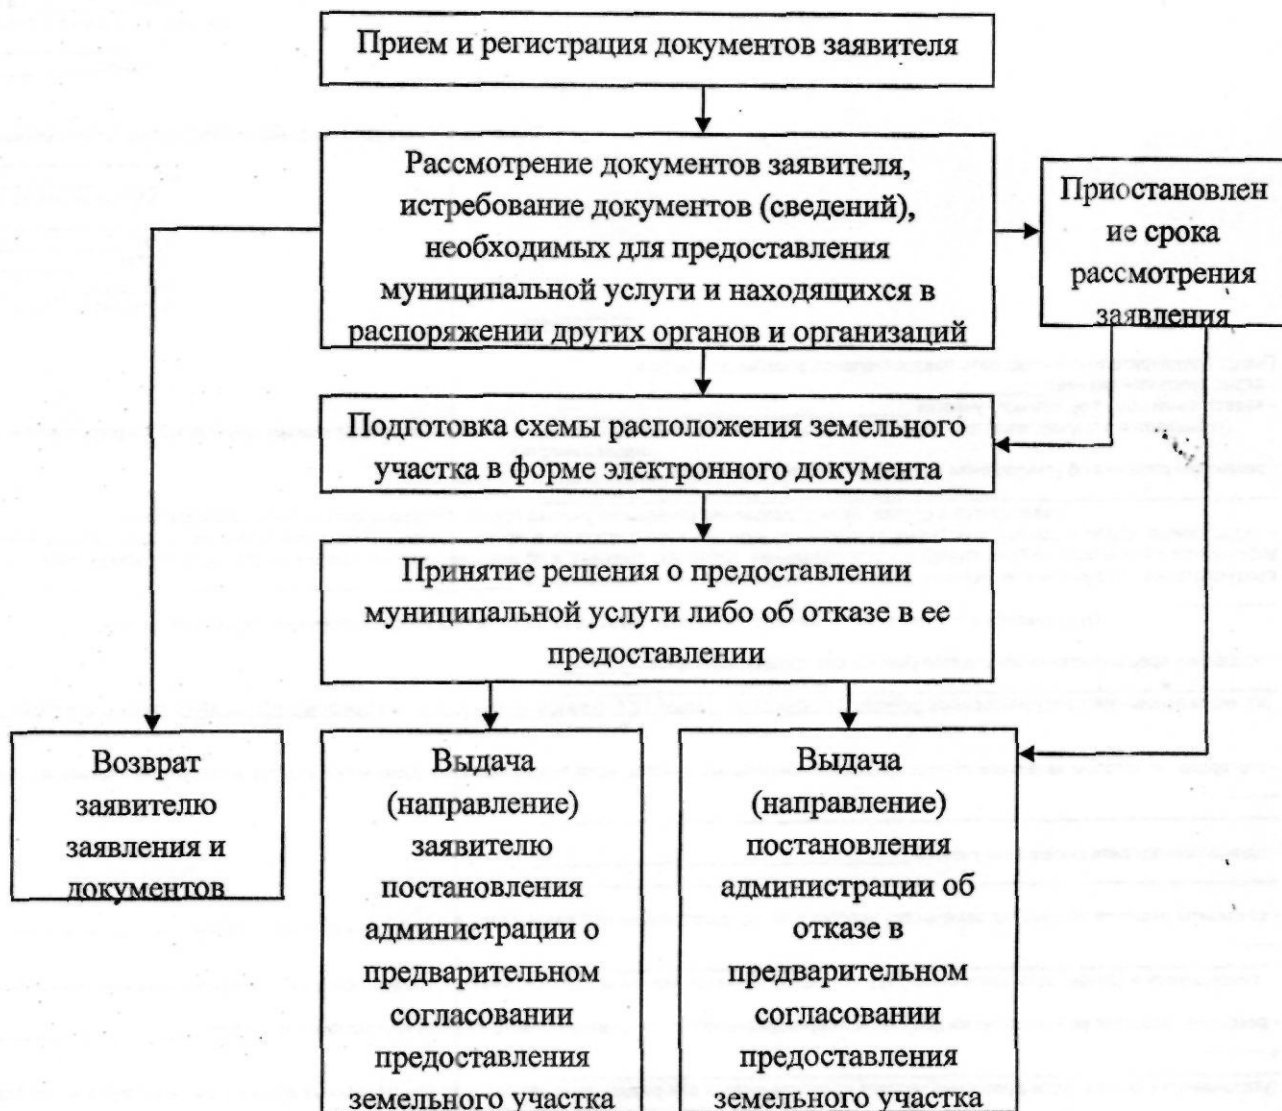 Прием и регистрация документов заявителя
Рассмотрение документов заявителя,
истребование документов (сведений),
необходимых для предоставления
муниципальной услуги и находящихся в
распоряжении других органов и организаций
Приостановлен
ие срока
рассмотрения
заявления
Подготовка схемы расположения земельного
участка в форме электронного документа
Принятие решения о предоставлении
муниципальной услуги либо об отказе в ее
предоставлении
Возврат
заявителю
заявления и
документов
Выдача
(направление)
заявителю
постановления
администрации о
предварительном
согласовании
предоставления
земельного участка
Выдача
(направление)
постановления
администрации об
отказе в
предварительном
согласовании
предоставления
земельного участка